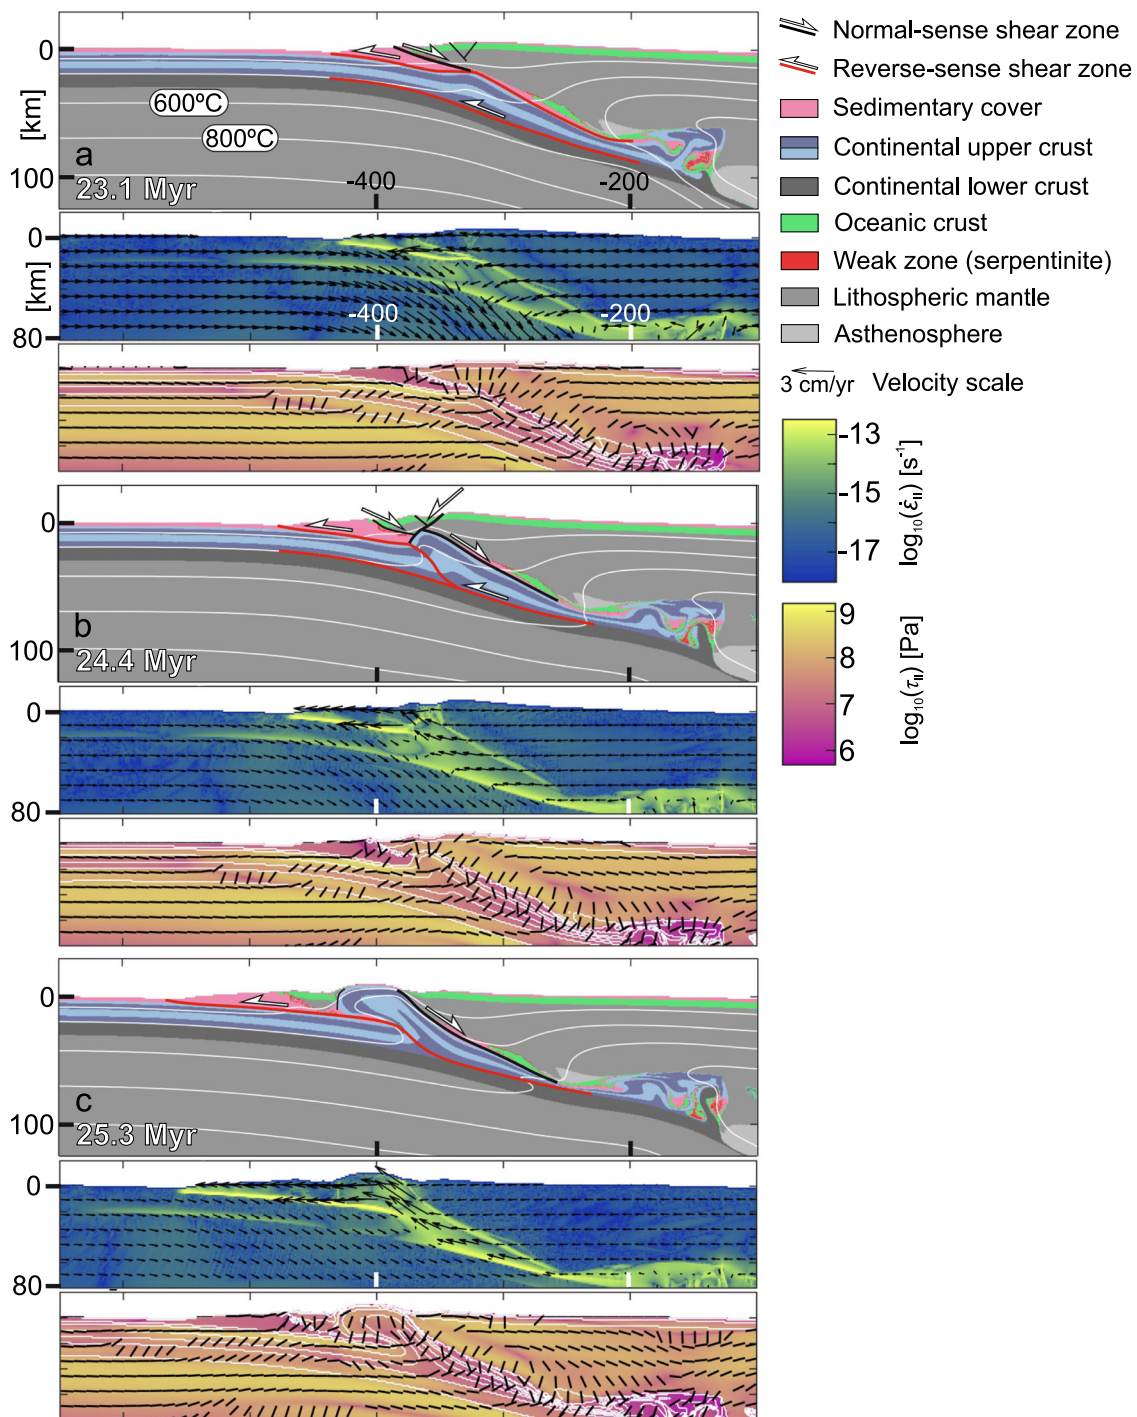 0
[km]
600ºC
800ºC
a
100
23.1 Myr
-400
-200
0
[km]
-400
-200
80
0
b
100
24.4 Myr
0
80
0
c
100
25.3 Myr
0
80
Normal-sense shear zone
Reverse-sense shear zone
Sedimentary cover
Continental upper crust
Continental lower crust
Oceanic crust
Weak zone (serpentinite)
Lithospheric mantle
Asthenosphere
3 cm/yr Velocity scale
-13
-15
-17
log₁₀(ε̇_II) [s⁻¹]
9
8
7
6
log₁₀(τ_II) [Pa]